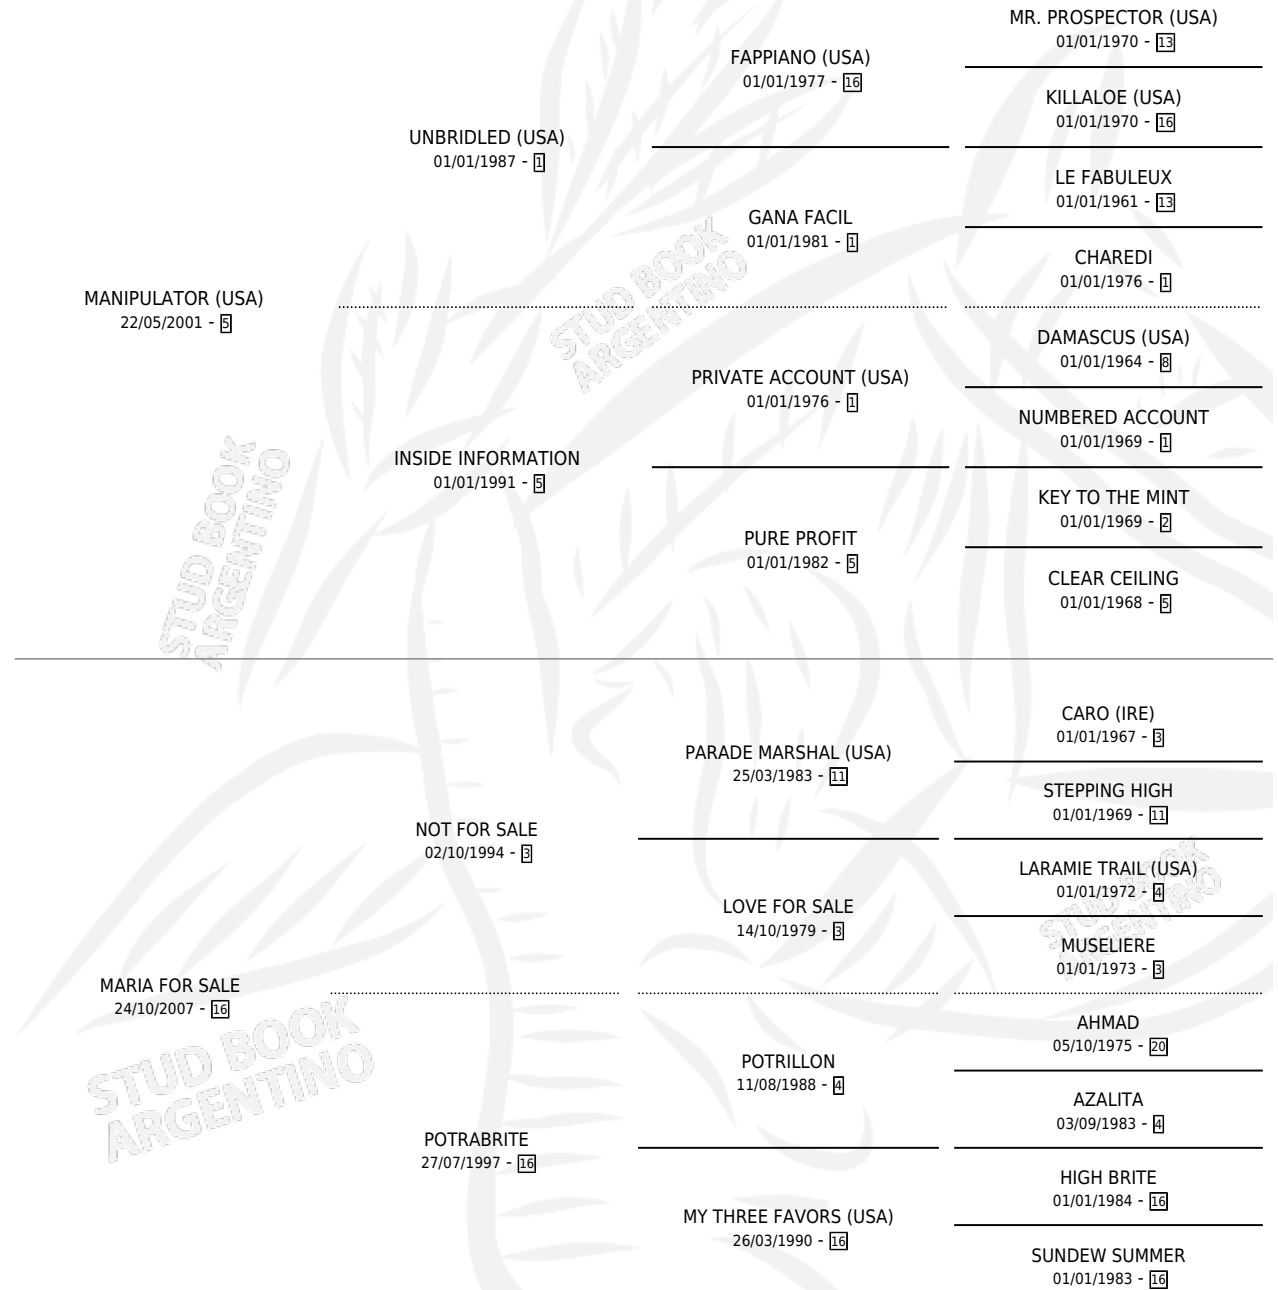 MR. PROSPECTOR (USA)
01/01/1970 - 13
FAPPIANO (USA)
01/01/1977 - 16
KILLALOE (USA)
01/01/1970 - 16
UNBRIDLED (USA)
01/01/1987 - 1
LE FABULEUX
01/01/1961 - 13
GANA FACIL
01/01/1981 - 1
CHAREDI
01/01/1976 - 1
MANIPULATOR (USA)
22/05/2001 - 5
DAMASCUS (USA)
01/01/1964 - 8
PRIVATE ACCOUNT (USA)
01/01/1976 - 1
NUMBERED ACCOUNT
01/01/1969 - 1
INSIDE INFORMATION
01/01/1991 - 5
KEY TO THE MINT
01/01/1969 - 2
PURE PROFIT
01/01/1982 - 5
CLEAR CEILING
01/01/1968 - 5
CARO (IRE)
01/01/1967 - 3
PARADE MARSHAL (USA)
25/03/1983 - 11
STEPPING HIGH
01/01/1969 - 11
NOT FOR SALE
02/10/1994 - 3
LARAMIE TRAIL (USA)
01/01/1972 - 4
LOVE FOR SALE
14/10/1979 - 3
MUSELIERE
01/01/1973 - 3
MARIA FOR SALE
24/10/2007 - 16
AHMAD
05/10/1975 - 20
POTRILLON
11/08/1988 - 4
AZALITA
03/09/1983 - 4
POTRABRITE
27/07/1997 - 16
HIGH BRITE
01/01/1984 - 16
MY THREE FAVORS (USA)
26/03/1990 - 16
SUNDEW SUMMER
01/01/1983 - 16
STUD BOOK
ARGENTINO
STUD BOOK
ARGENTINO
STUD BOOK
ARGENTINO
STUD BOOK
ARGENTINO